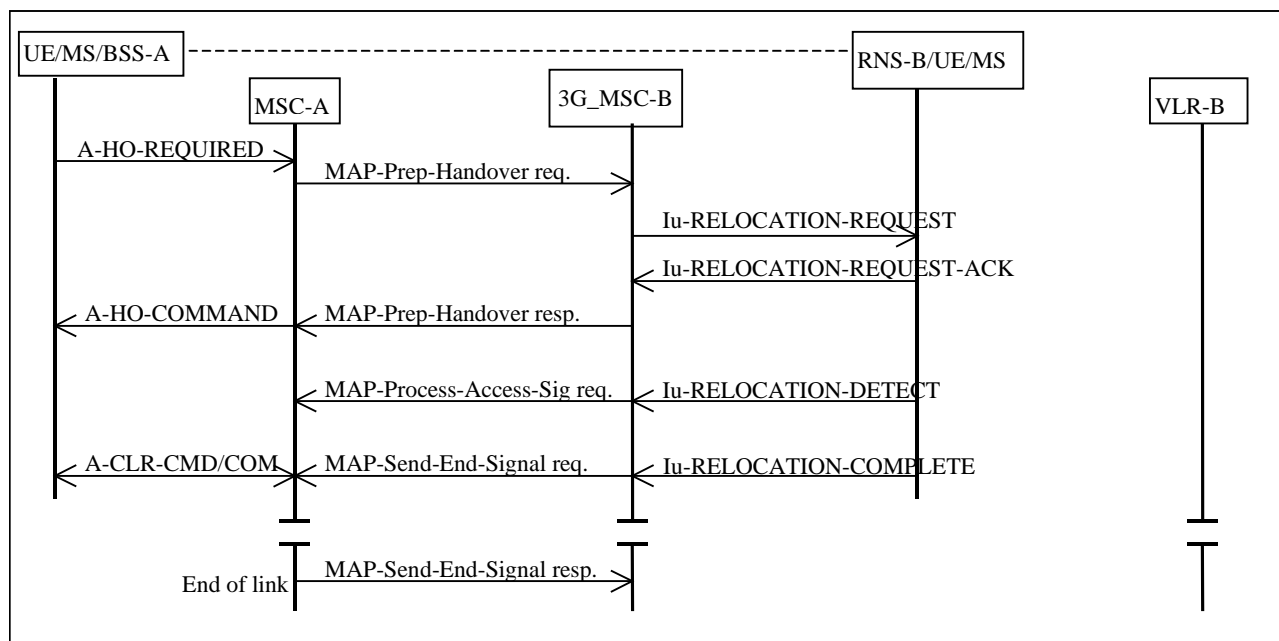 UE/MS/BSS-A
RNS-B/UE/MS
MSC-A
3G_MSC-B
VLR-B
A-HO-REQUIRED
MAP-Prep-Handover req.
Iu-RELOCATION-REQUEST
Iu-RELOCATION-REQUEST-ACK
A-HO-COMMAND
MAP-Prep-Handover resp.
MAP-Process-Access-Sig req.
Iu-RELOCATION-DETECT
A-CLR-CMD/COM
MAP-Send-End-Signal req.
Iu-RELOCATION-COMPLETE
End of link
MAP-Send-End-Signal resp.